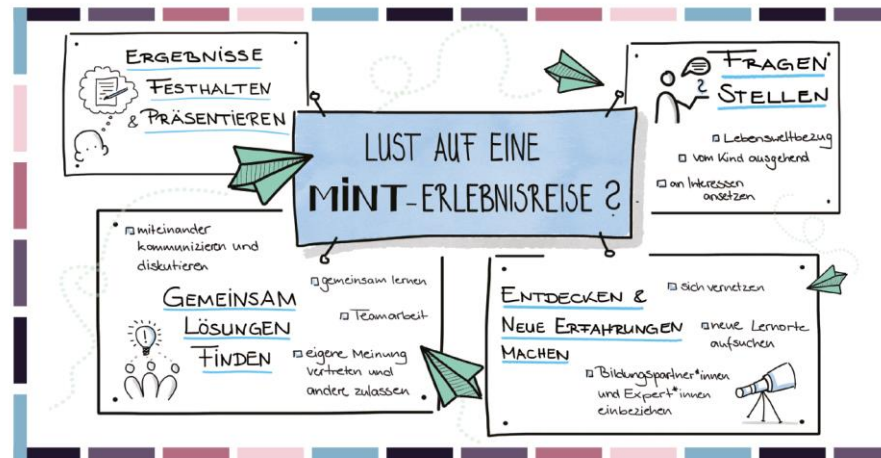 ERGEBNISSE
FESTHALTEN
& PRÄSENTIEREN
LUST AUF EINE
MINT-ERLEBNISREISE?
FRAGEN
STELLEN
Lebensweltbezug
vom Kind ausgehend
an Interessen
ansetzen
miteinander
kommunizieren und
diskutieren
GEMEINSAM
LÖSUNGEN
FINDEN
gemeinsam lernen
Teamarbeit
eigene Meinung
vertreten und
andere zulassen
ENTDECKEN &
NEUE ERFAHRUNGEN
MACHEN
sich vernetzen
neue Lernorte
aufsuchen
Bildungspartner*innen
und Expert*innen
einbeziehen